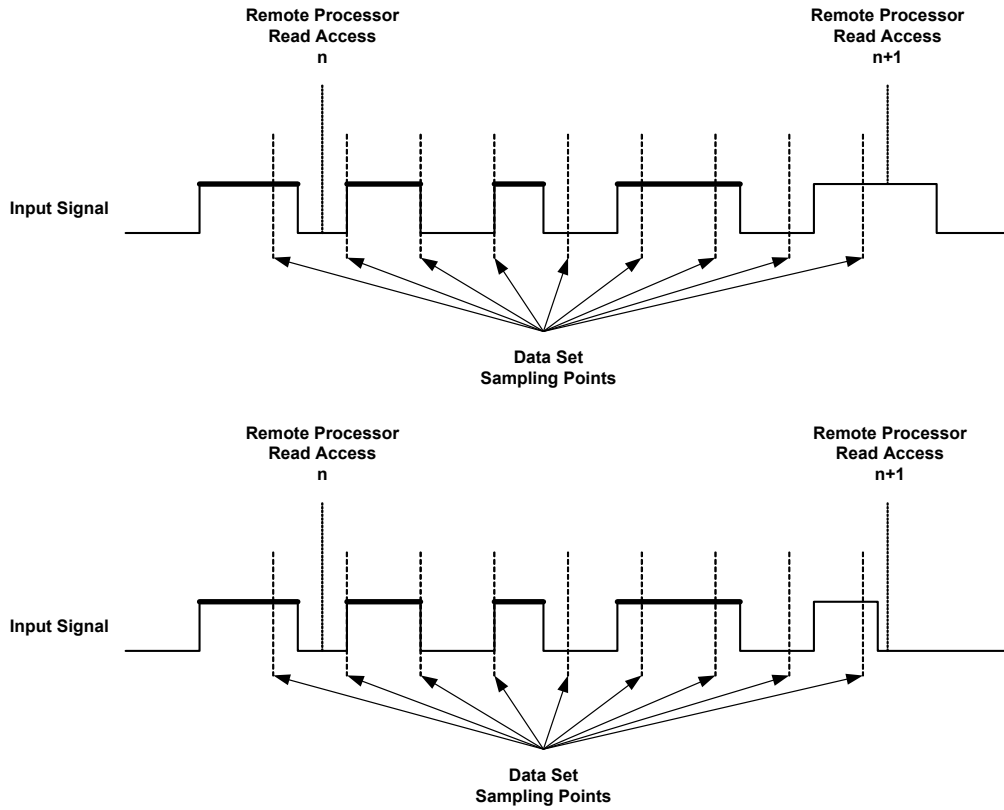 Remote Processor
Read Access
n
Remote Processor
Read Access
n+1
Input Signal
Data Set
Sampling Points
Remote Processor
Read Access
n
Remote Processor
Read Access
n+1
Input Signal
Data Set
Sampling Points